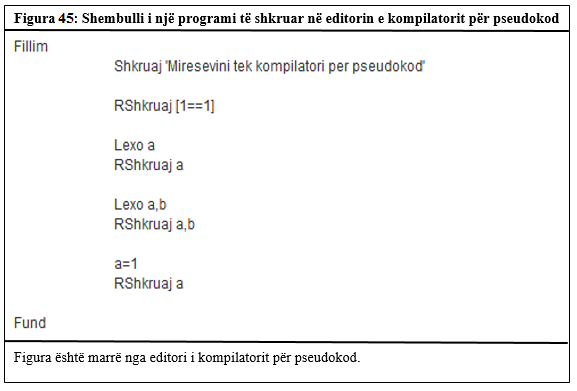 Figura 45: Shembulli i një programi të shkruar në editorin e kompilatorit për pseudokod
Fillim
Shkruaj 'Miresevini tek kompilatori per pseudokod'
RShkruaj [1==1]
Lexo a
RShkruaj a
Lexo a,b
RShkruaj a,b
a=1
RShkruaj a
Fund
Figura është marrë nga editori i kompilatorit për pseudokod.